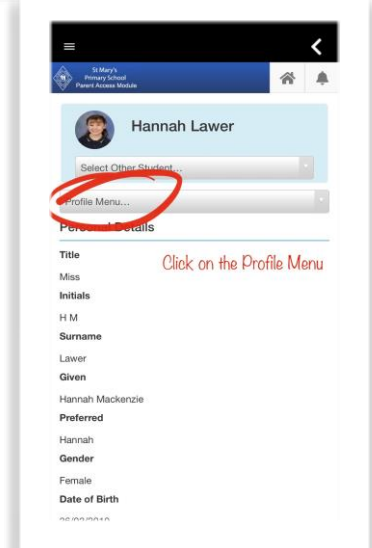 St Mary's
Primary School
Parent Access Module
Hannah Lawer
Select Other Student...
Profile Menu...
Personal Details
Title
Click on the Profile Menu
Miss
Initials
H M
Surname
Lawer
Given
Hannah Mackenzie
Preferred
Hannah
Gender
Female
Date of Birth